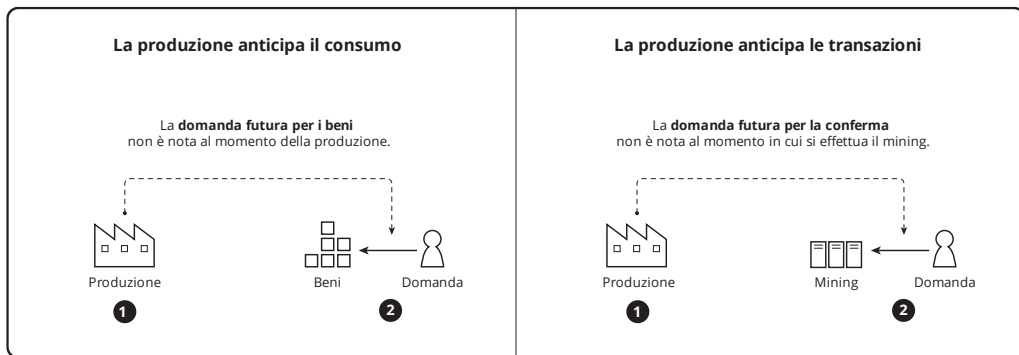 La produzione anticipa il consumo
La domanda futura per i beni
non è nota al momento della produzione.
Produzione
Beni
Domanda
1
2
La produzione anticipa le transazioni
La domanda futura per la conferma
non è nota al momento in cui si effettua il mining.
Produzione
Mining
Domanda
1
2